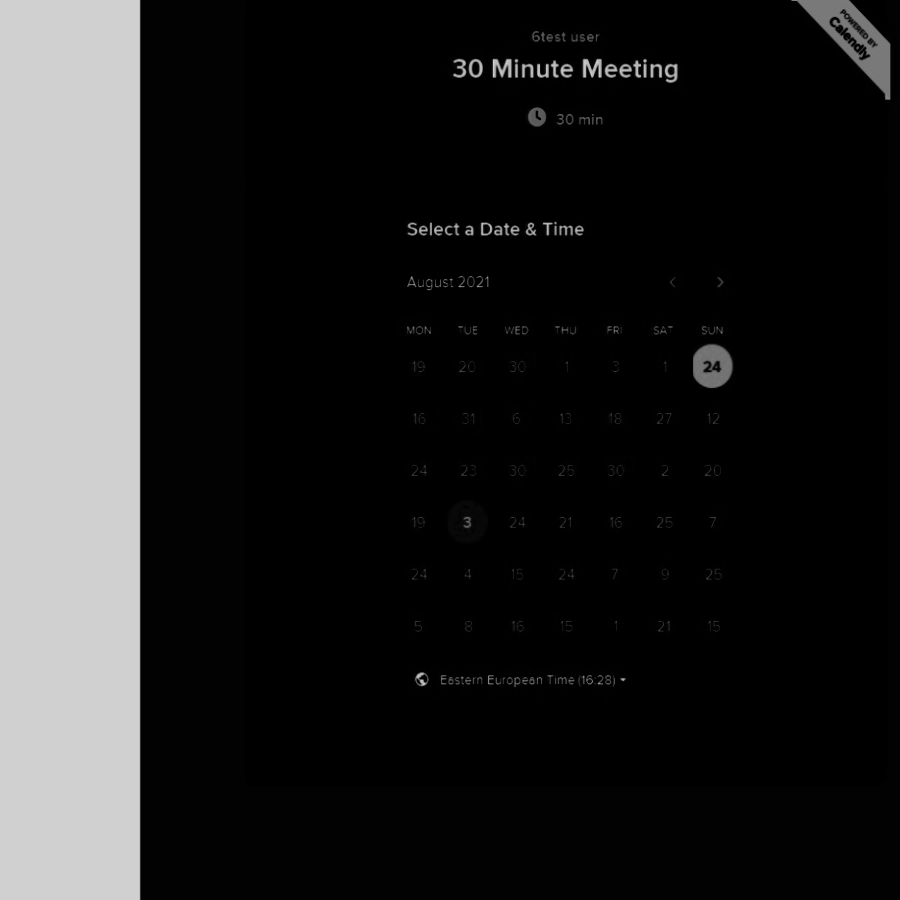 POWERED BY
Calendly
6test user
30 Minute Meeting
30 min
Select a Date & Time
August 2021
MON TUE WED THU FRI SAT SUN
19 20 30 1 3 1 24
16 31 6 13 18 27 12
24 23 30 25 30 2 20
19 3 24 21 16 25 7
24 4 15 24 7 9 25
5 8 16 15 1 21 15
Eastern European Time (16:28)